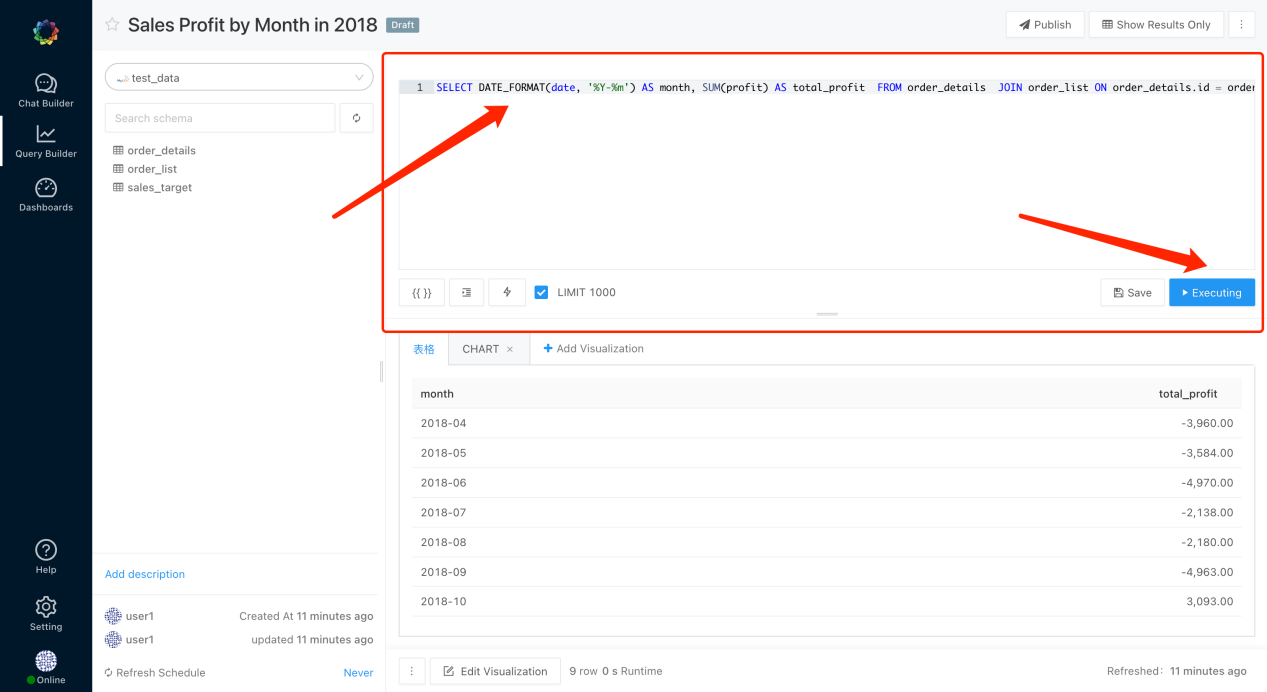 Sales Profit by Month in 2018 Draft
Publish
Show Results Only
Chat Builder
Query Builder
Dashboards
Help
Setting
Online
test_data
Search schema
order_details
order_list
sales_target
Add description
user1 Created At 11 minutes ago
user1 updated 11 minutes ago
Refresh Schedule Never
1 SELECT DATE_FORMAT(date, '%Y-%m') AS month, SUM(profit) AS total_profit FROM order_details JOIN order_list ON order_details.id = order
{{ }} LIMIT 1000 Save Executing
表格 CHART × Add Visualization
month total_profit
2018-04 -3,960.00
2018-05 -3,584.00
2018-06 -4,970.00
2018-07 -2,138.00
2018-08 -2,180.00
2018-09 -4,963.00
2018-10 3,093.00
Edit Visualization 9 row 0 s Runtime Refreshed： 11 minutes ago